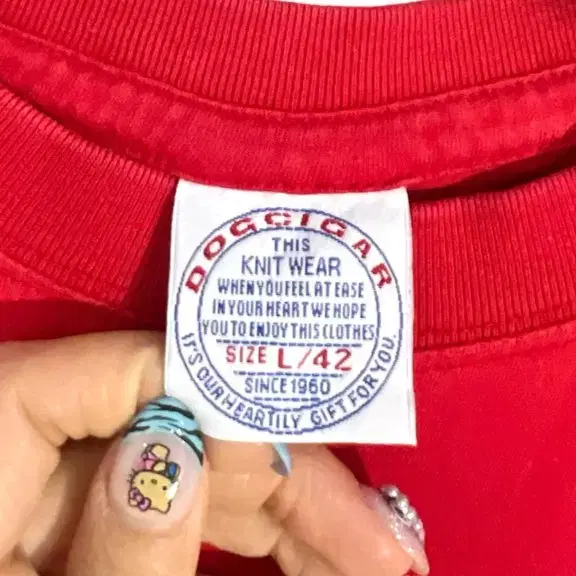 DOGCIGAR
THIS
KNIT WEAR
WHEN YOU FEEL AT EASE
IN YOUR HEART WE HOPE
YOU TO ENJOY THIS CLOTHES
SIZE L/42
SINCE 1960
IT'S OUR HEARTILY GIFT FOR YOU.